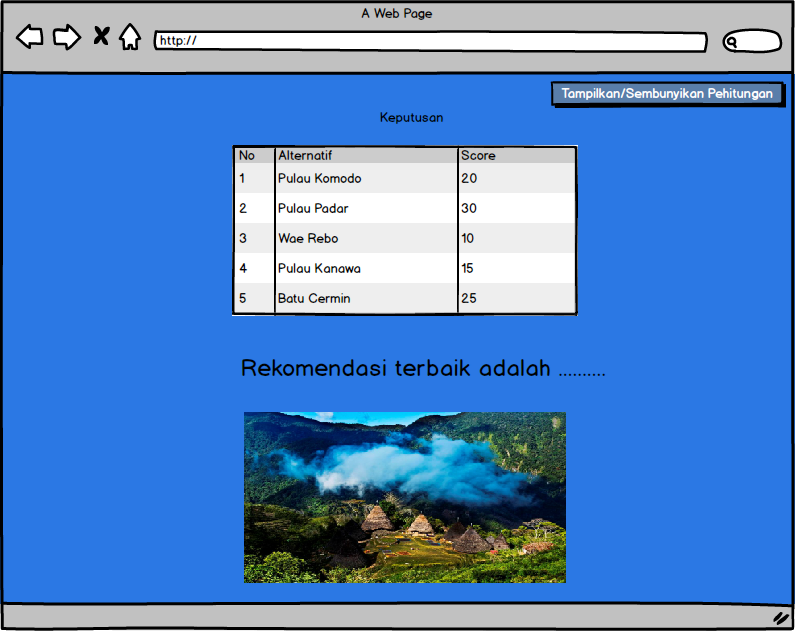 A Web Page
http://
Tampilkan/Sembunyikan Pehitungan
Keputusan
No Alternatif Score
1 Pulau Komodo 20
2 Pulau Padar 30
3 Wae Rebo 10
4 Pulau Kanawa 15
5 Batu Cermin 25
Rekomendasi terbaik adalah ..........